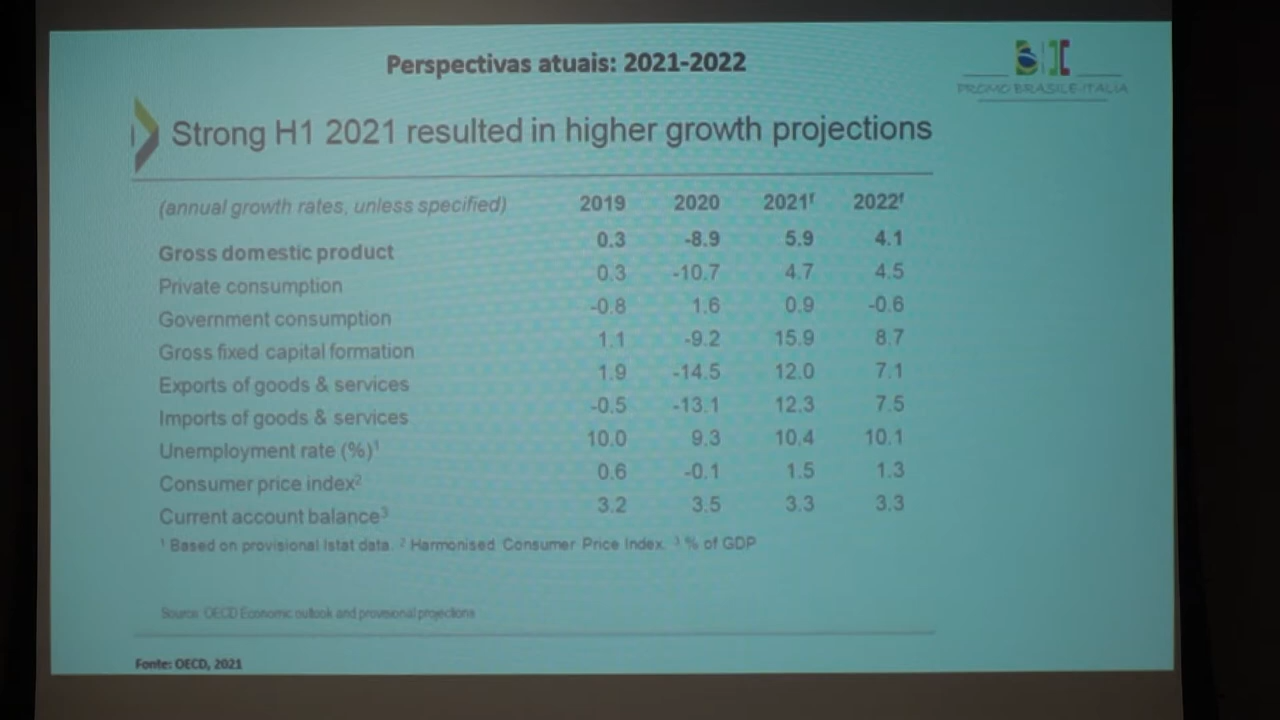 Perspectivas atuais: 2021-2022
PROMO BRASILE-ITALIA
Strong H1 2021 resulted in higher growth projections
(annual growth rates, unless specified) 2019 2020 2021ᶠ 2022ᶠ
Gross domestic product 0.3 -8.9 5.9 4.1
Private consumption 0.3 -10.7 4.7 4.5
Government consumption -0.8 1.6 0.9 -0.6
Gross fixed capital formation 1.1 -9.2 15.9 8.7
Exports of goods & services 1.9 -14.5 12.0 7.1
Imports of goods & services -0.5 -13.1 12.3 7.5
Unemployment rate (%)¹ 10.0 9.3 10.4 10.1
Consumer price index² 0.6 -0.1 1.5 1.3
Current account balance³ 3.2 3.5 3.3 3.3
¹ Based on provisional Istat data. ² Harmonised Consumer Price Index. ³ % of GDP
Source: OECD Economic outlook and provisional projections
Fonte: OECD, 2021